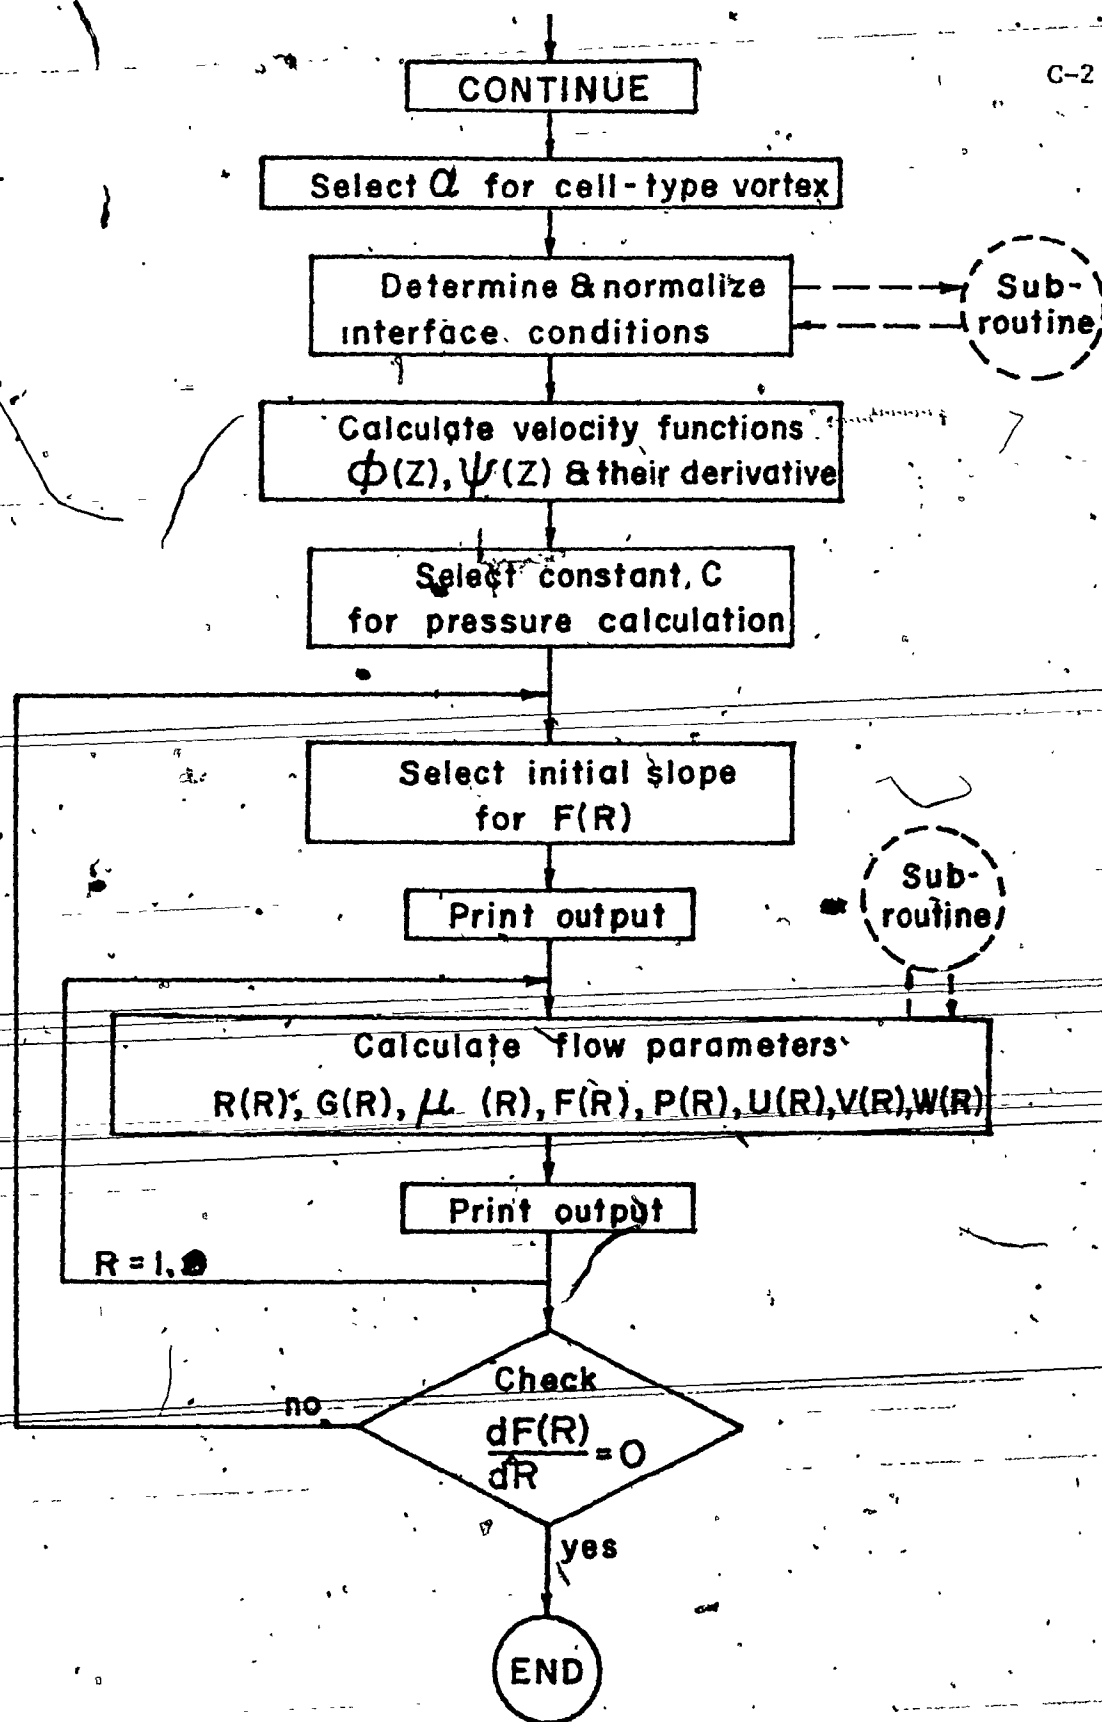 C-2
CONTINUE
Select α for cell-type vortex
Determine & normalize
interface conditions
Sub-
routine
Calculate velocity functions
ϕ(Z), ψ(Z) & their derivative
Select constant, C
for pressure calculation
Select initial slope
for F(R)
Print output
Sub-
routine
Calculate flow parameters
R(R), G(R), μ (R), F(R), P(R), U(R), V(R), W(R)
Print output
R = 1,
Check
dF(R)
dR
= 0
no
yes
END